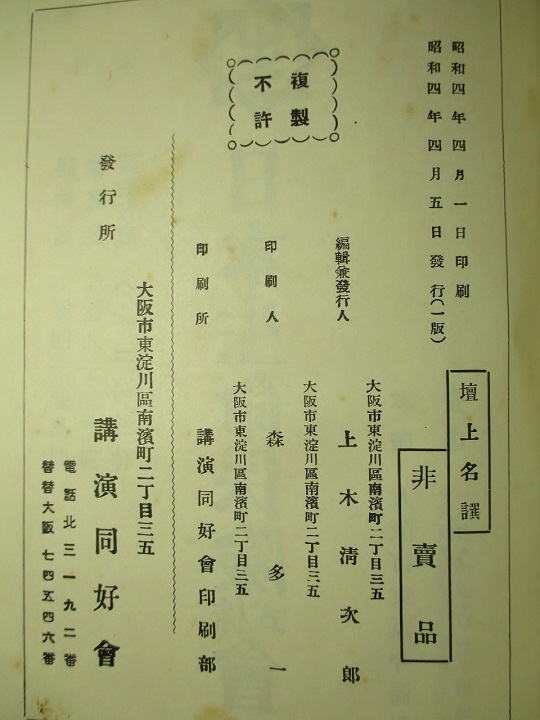 昭和四年四月一日印刷
昭和四年四月五日發行(一版)
壇上名譔
非賣品
複製
不許
編輯兼發行人
大阪市東淀川區南濱町二丁目三五
上木淸次郎
印刷人
大阪市東淀川區南濱町二丁目三五
森多一
印刷所
大阪市東淀川區南濱町二丁目三五
講演同好會印刷部
發行所
大阪市東淀川區南濱町二丁目三五
講演同好會
電話北三一九二番
替替大阪七四五四六番